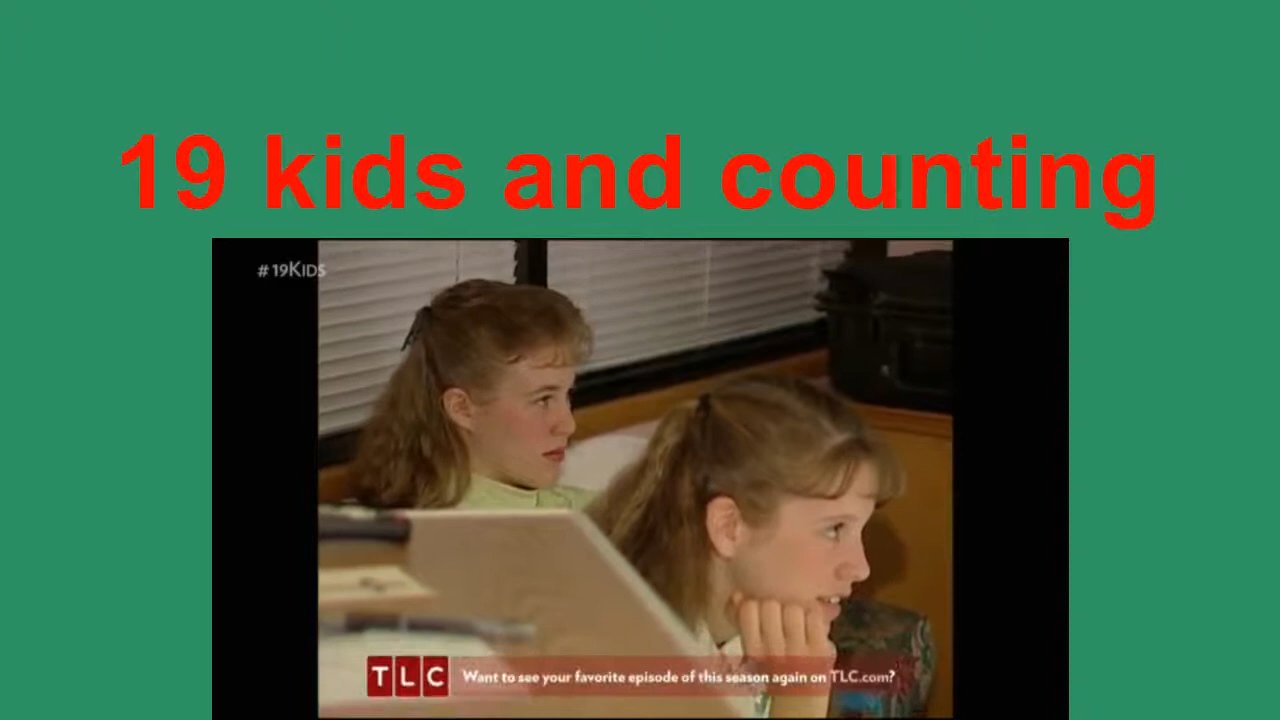 19 kids and counting
#19KIDS
TLC Want to see your favorite episode of this season again on TLC.com?